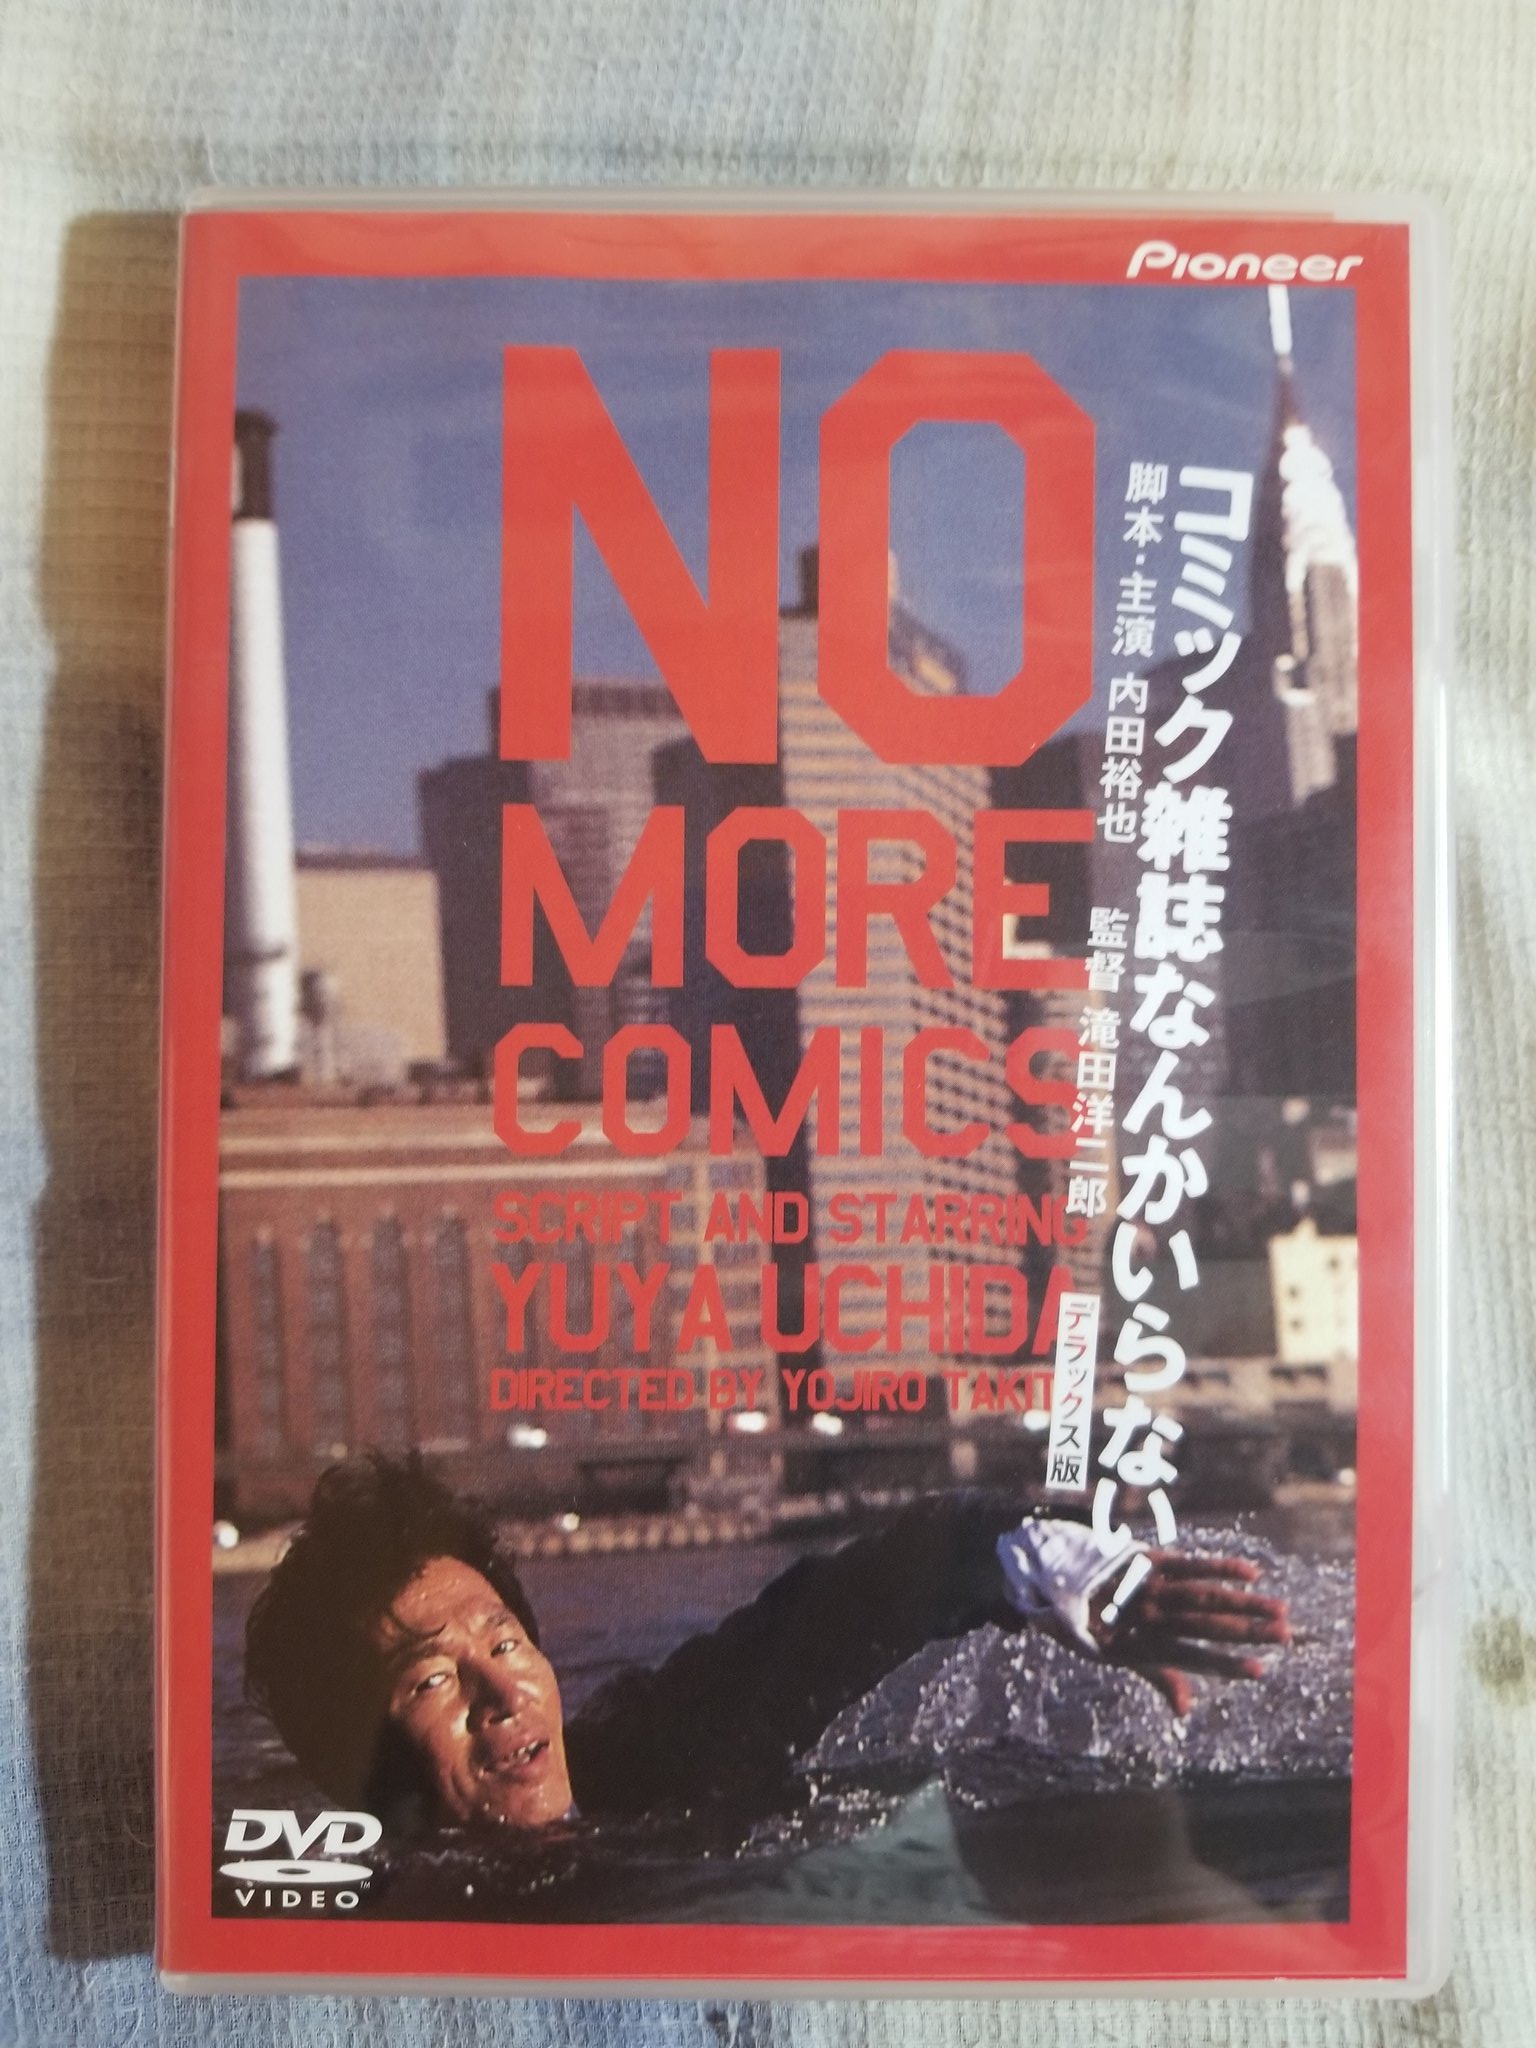 Pioneer
NO
MORE
COMICS
SCRIPT AND STARRING
YUYA UCHIDA
DIRECTED BY YOJIRO TAKIT
コミック雑誌なんかいらない!
脚本・主演 内田裕也 監督 滝田洋二郎
デラックス版
DVD
VIDEO
TM